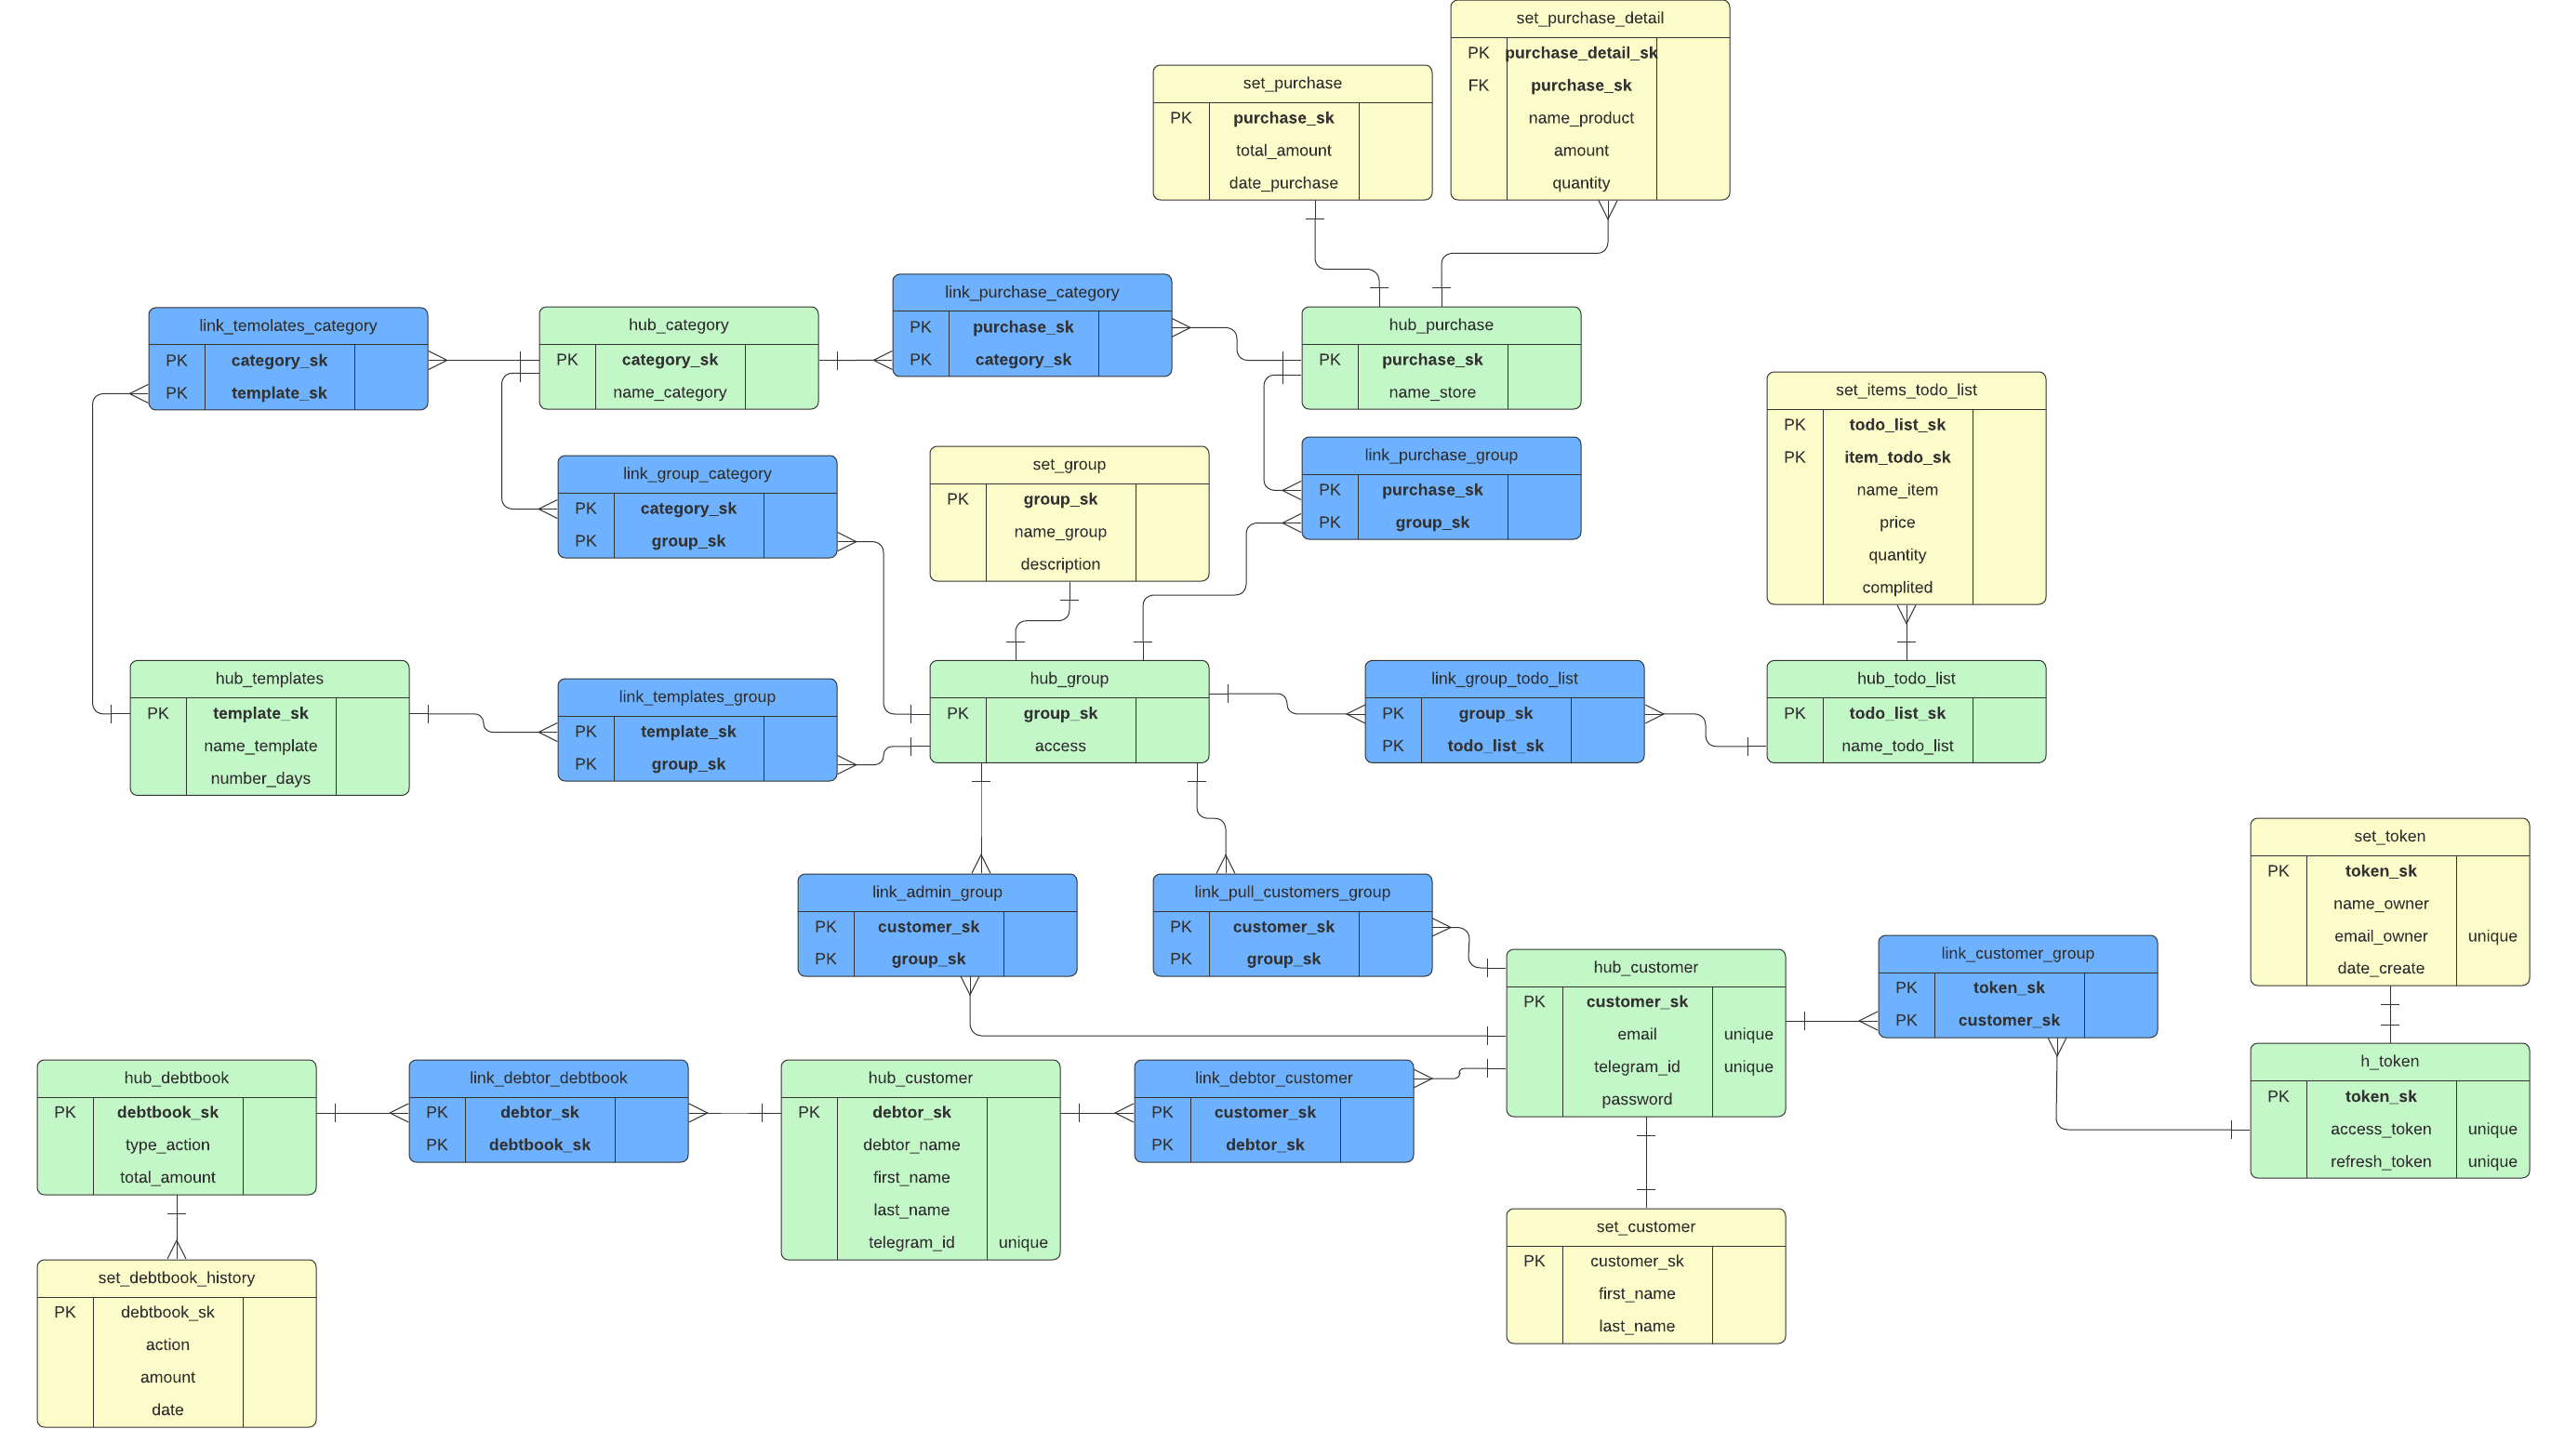 set_purchase_detail
PK purchase_detail_sk
FK purchase_sk
name_product
amount
quantity
set_purchase
PK purchase_sk
total_amount
date_purchase
link_purchase_category
PK purchase_sk
PK category_sk
link_temolates_category
PK category_sk
PK template_sk
hub_category
PK category_sk
name_category
hub_purchase
PK purchase_sk
name_store
set_items_todo_list
PK todo_list_sk
PK item_todo_sk
name_item
price
quantity
complited
link_group_category
PK category_sk
PK group_sk
set_group
PK group_sk
name_group
description
link_purchase_group
PK purchase_sk
PK group_sk
hub_templates
PK template_sk
name_template
number_days
link_templates_group
PK template_sk
PK group_sk
hub_group
PK group_sk
access
link_group_todo_list
PK group_sk
PK todo_list_sk
hub_todo_list
PK todo_list_sk
name_todo_list
set_token
PK token_sk
name_owner
email_owner unique
date_create
link_admin_group
PK customer_sk
PK group_sk
link_pull_customers_group
PK customer_sk
PK group_sk
hub_customer
PK customer_sk
email unique
telegram_id unique
password
link_customer_group
PK token_sk
PK customer_sk
h_token
PK token_sk
access_token unique
refresh_token unique
hub_debtbook
PK debtbook_sk
type_action
total_amount
link_debtor_debtbook
PK debtor_sk
PK debtbook_sk
hub_customer
PK debtor_sk
debtor_name
first_name
last_name
telegram_id unique
link_debtor_customer
PK customer_sk
PK debtor_sk
set_customer
PK customer_sk
first_name
last_name
set_debtbook_history
PK debtbook_sk
action
amount
date